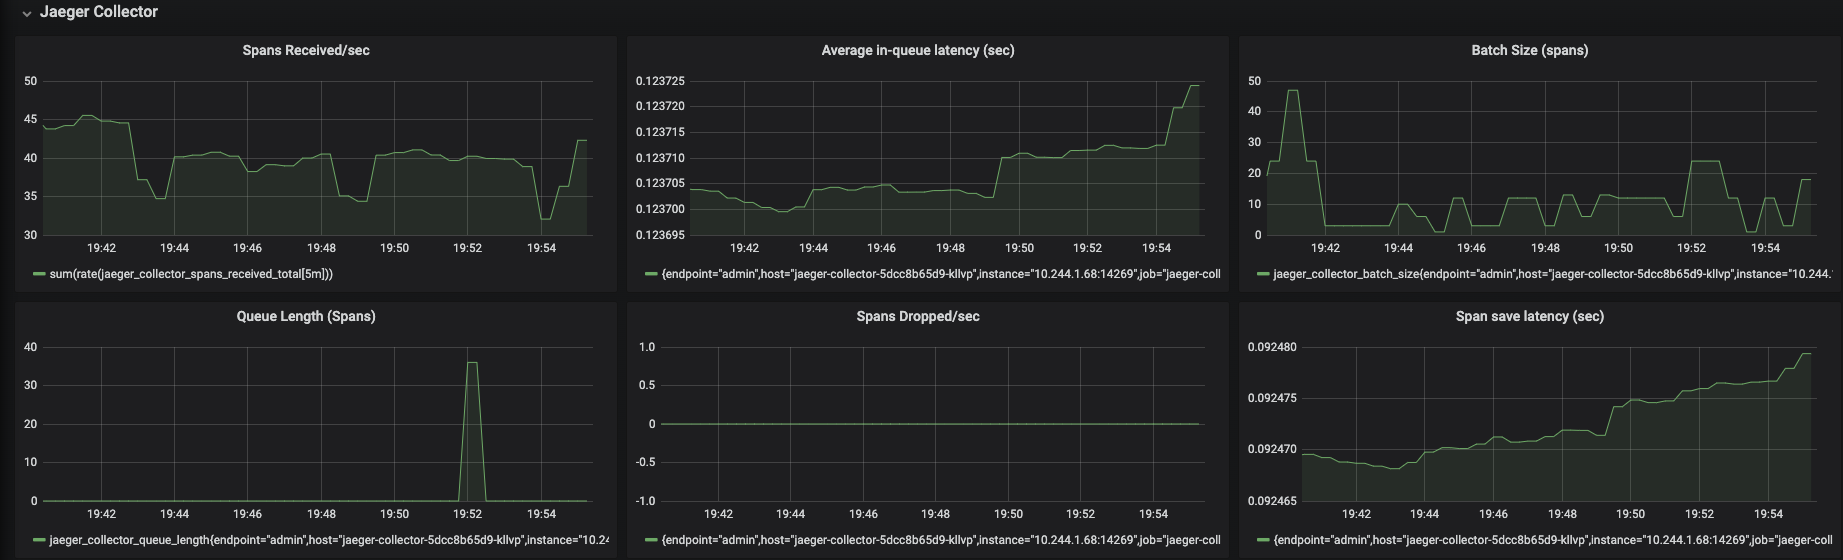 Jaeger Collector
Spans Received/sec
50
45
40
35
30
19:42 19:44 19:46 19:48 19:50 19:52 19:54
sum(rate(jaeger_collector_spans_received_total[5m]))
Average in-queue latency (sec)
0.123725
0.123720
0.123715
0.123710
0.123705
0.123700
0.123695
19:42 19:44 19:46 19:48 19:50 19:52 19:54
{endpoint="admin",host="jaeger-collector-5dcc8b65d9-kllvp",instance="10.244.1.68:14269",job="jaeger-coll
Batch Size (spans)
50
40
30
20
10
0
19:42 19:44 19:46 19:48 19:50 19:52 19:54
jaeger_collector_batch_size{endpoint="admin",host="jaeger-collector-5dcc8b65d9-kllvp",instance="10.244.
Queue Length (Spans)
40
30
20
10
0
19:42 19:44 19:46 19:48 19:50 19:52 19:54
jaeger_collector_queue_length{endpoint="admin",host="jaeger-collector-5dcc8b65d9-kllvp",instance="10.24
Spans Dropped/sec
1.0
0.5
0
-0.5
-1.0
19:42 19:44 19:46 19:48 19:50 19:52 19:54
{endpoint="admin",host="jaeger-collector-5dcc8b65d9-kllvp",instance="10.244.1.68:14269",job="jaeger-coll
Span save latency (sec)
0.092480
0.092475
0.092470
0.092465
19:42 19:44 19:46 19:48 19:50 19:52 19:54
{endpoint="admin",host="jaeger-collector-5dcc8b65d9-kllvp",instance="10.244.1.68:14269",job="jaeger-coll